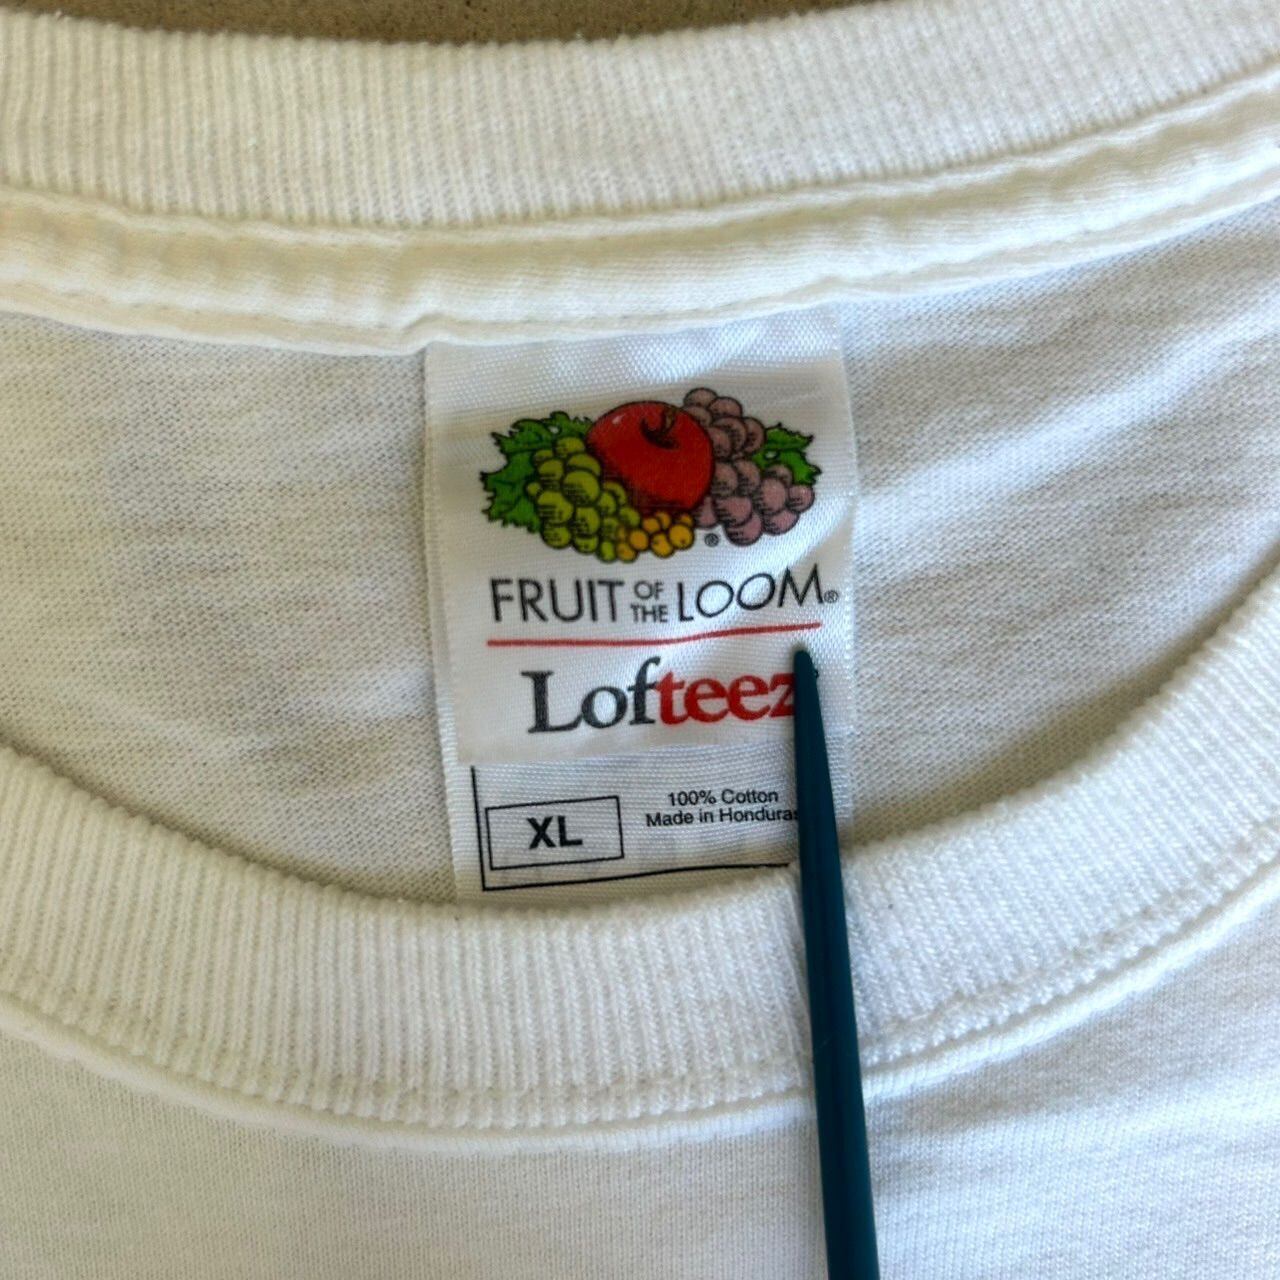 FRUIT OF THE LOOM®
Lofteez
XL
100% Cotton
Made in Honduras